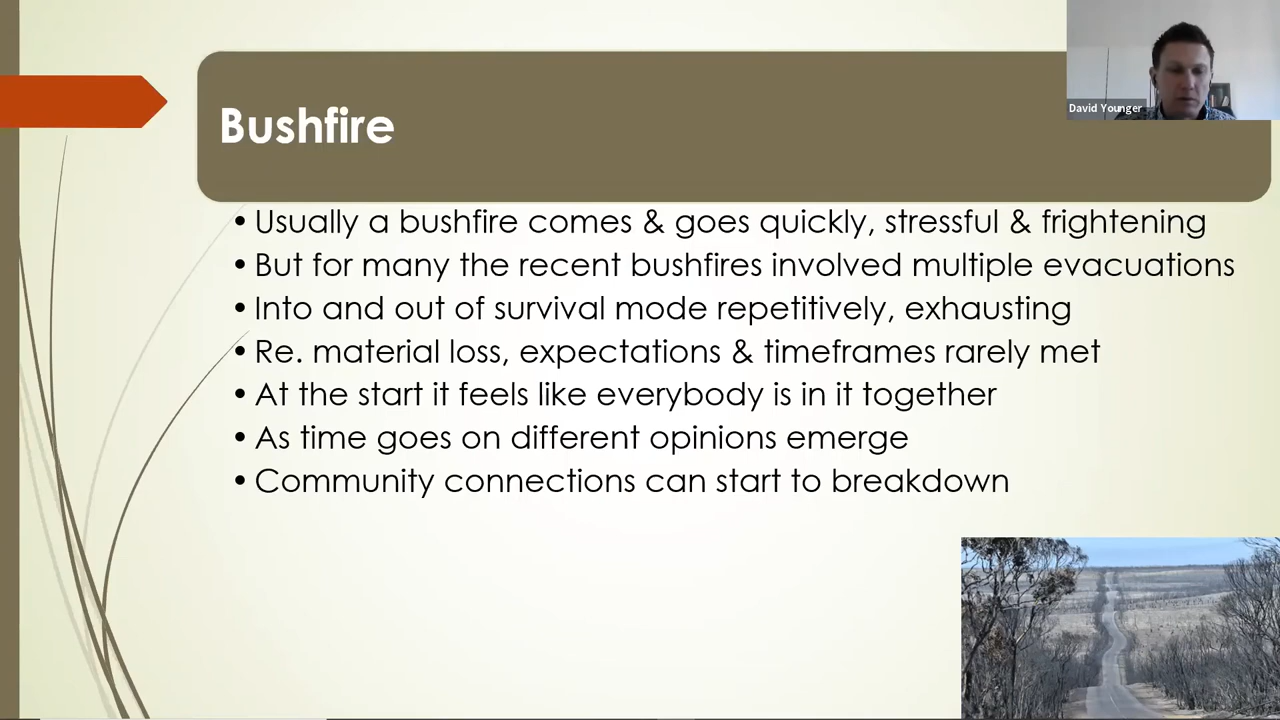 David Younger
Bushfire
• Usually a bushfire comes & goes quickly, stressful & frightening
• But for many the recent bushfires involved multiple evacuations
• Into and out of survival mode repetitively, exhausting
• Re. material loss, expectations & timeframes rarely met
• At the start it feels like everybody is in it together
• As time goes on different opinions emerge
• Community connections can start to breakdown